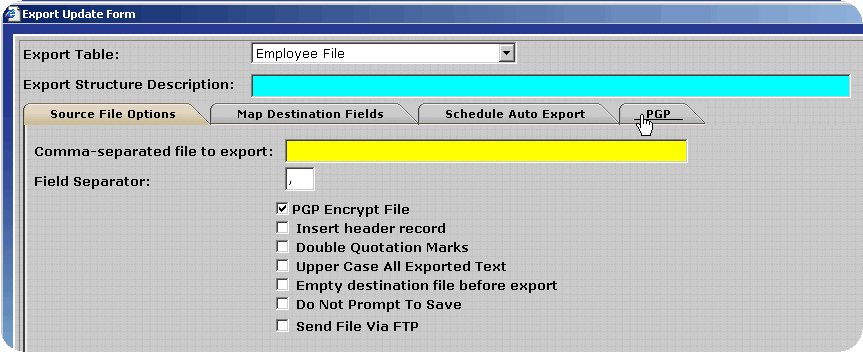 Export Update Form
Export Table: Employee File
Export Structure Description:
Source File Options Map Destination Fields Schedule Auto Export PGP
Comma-separated file to export:
Field Separator: ,
PGP Encrypt File
Insert header record
Double Quotation Marks
Upper Case All Exported Text
Empty destination file before export
Do Not Prompt To Save
Send File Via FTP